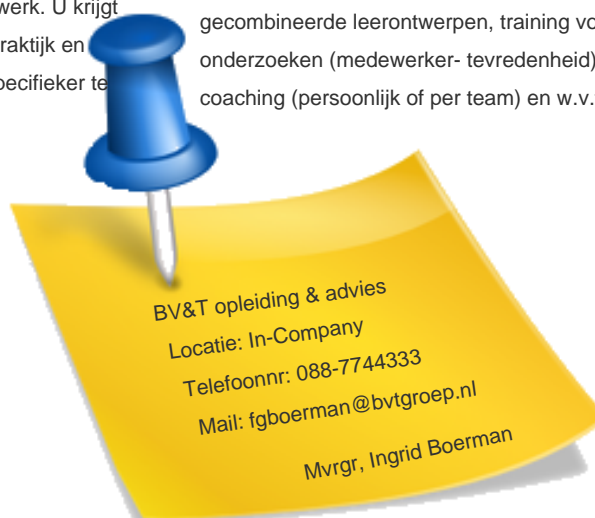 werk. U krijgt
raktijk en
pecifieker te
gecombineerde leerontwerpen, training vo
onderzoeken (medewerker- tevredenheid)
coaching (persoonlijk of per team) en w.v.
BV&T opleiding & advies
Locatie: In-Company
Telefoonnr: 088-7744333
Mail: fgboerman@bvtgroep.nl
Mvrgr, Ingrid Boerman